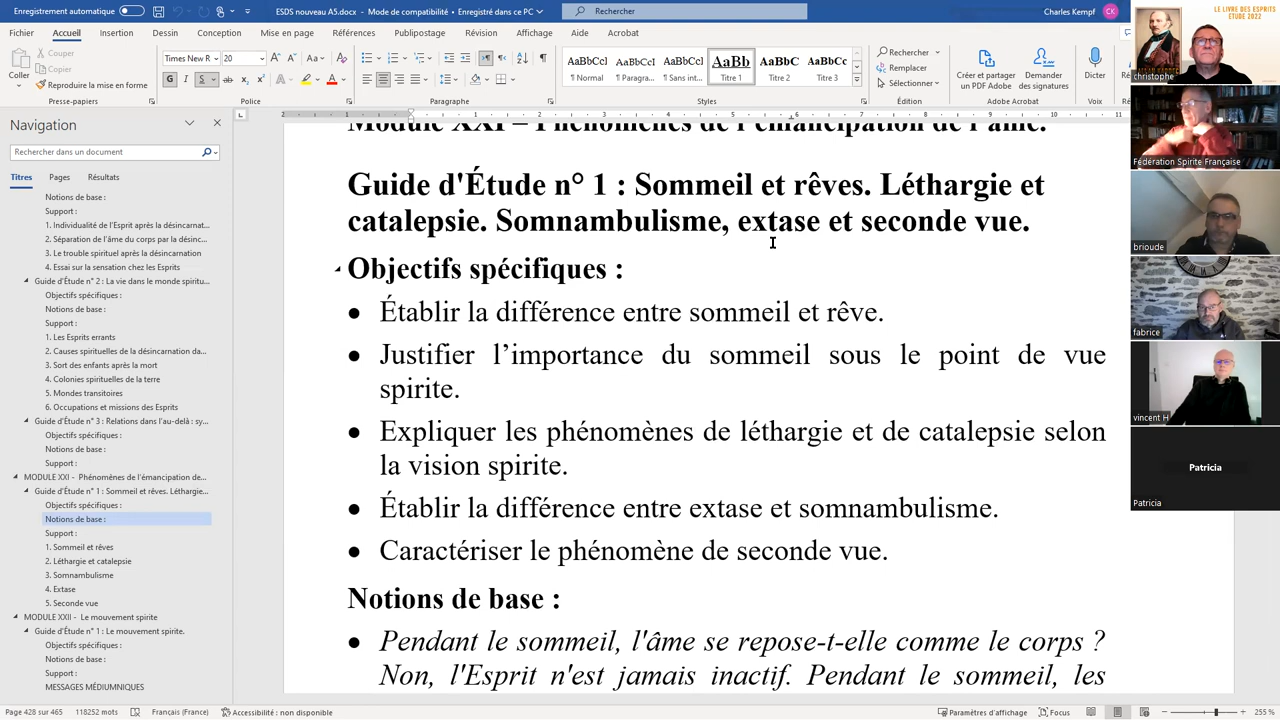 Enregistrement automatique
ESDS nouveau A5.docx - Mode de compatibilité • Enregistré dans ce PC
Rechercher
Charles Kempf
CK
Fichier Accueil Insertion Dessin Conception Mise en page Références Publipostage Révision Affichage Aide Acrobat
Coller
Couper
Copier
Reproduire la mise en forme
Presse-papiers
Times New R
20
G I S
Police
Paragraphe
AaBbCcI AaBbCcI AaBbCcI AaBb AaBbC AaBbC
¶ Normal ¶ Paragra... ¶ Sans int... Titre 1 Titre 2 Titre 3
Styles
Rechercher
Remplacer
Sélectionner
Édition
Créer et partager un PDF Adobe
Demander des signatures
Adobe Acrobat
Dicter
Voix
Navigation
Rechercher dans un document
Titres Pages Résultats
Notions de base :
Support :
1. Individualité de l'Esprit après la désincarnat...
2. Séparation de l'âme du corps par la désinc...
3. Le trouble spirituel après la désincarnation
4. Essai sur la sensation chez les Esprits
Guide d'Étude n° 2 : La vie dans le monde spiritu...
Objectifs spécifiques :
Notions de base :
Support :
1. Les Esprits errants
2. Causes spirituelles de la désincarnation da...
3. Sort des enfants après la mort
4. Colonies spirituelles de la terre
5. Mondes transitoires
6. Occupations et missions des Esprits
Guide d'Étude n° 3 : Relations dans l'au-delà : sy...
Objectifs spécifiques :
Notions de base :
Support :
MODULE XXI - Phénomènes de l'émancipation de...
Guide d'Étude n° 1 : Sommeil et rêves. Léthargie...
Objectifs spécifiques :
Notions de base :
Support :
1. Sommeil et rêves
2. Léthargie et catalepsie
3. Somnambulisme
4. Extase
5. Seconde vue
MODULE XXII - Le mouvement spirite
Guide d'Étude n° 1 : Le mouvement spirite.
Objectifs spécifiques :
Notions de base :
Support :
MESSAGES MÉDIUMNIQUES
Module XXI – Phénomènes de l'émancipation de l'âme.
Guide d'Étude n° 1 : Sommeil et rêves. Léthargie et
catalepsie. Somnambulisme, extase et seconde vue.
Objectifs spécifiques :
• Établir la différence entre sommeil et rêve.
• Justifier l’importance du sommeil sous le point de vue
spirite.
• Expliquer les phénomènes de léthargie et de catalepsie selon
la vision spirite.
• Établir la différence entre extase et somnambulisme.
• Caractériser le phénomène de seconde vue.
Notions de base :
• Pendant le sommeil, l'âme se repose-t-elle comme le corps ?
Non, l'Esprit n'est jamais inactif. Pendant le sommeil, les
LE LIVRE DES ESPRITS
ETUDE 2022
christophe
Fédération Spirite Française
brioude
fabrice
vincent H
Patricia
Patricia
Page 428 sur 465 118252 mots Français (France) Accessibilité : non disponible
Paramètres d'affichage Focus 255 %